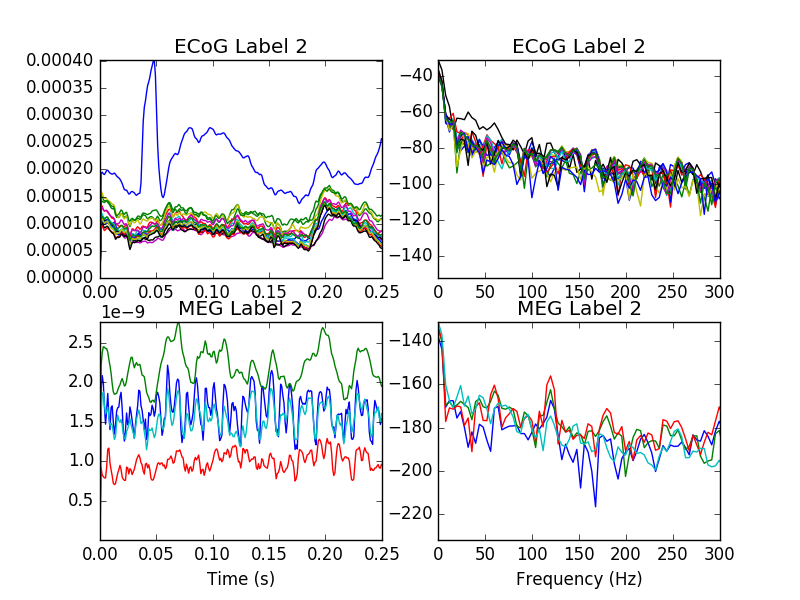 ECoG Label 2
0.00040
0.00035
0.00030
0.00025
0.00020
0.00015
0.00010
0.00005
0.00000
0.00 0.05 0.10 0.15 0.20 0.25
ECoG Label 2
−40
−60
−80
−100
−120
−140
0 50 100 150 200 250 300
MEG Label 2
1e−9
2.5
2.0
1.5
1.0
0.5
0.00 0.05 0.10 0.15 0.20 0.25
Time (s)
MEG Label 2
−140
−160
−180
−200
−220
0 50 100 150 200 250 300
Frequency (Hz)